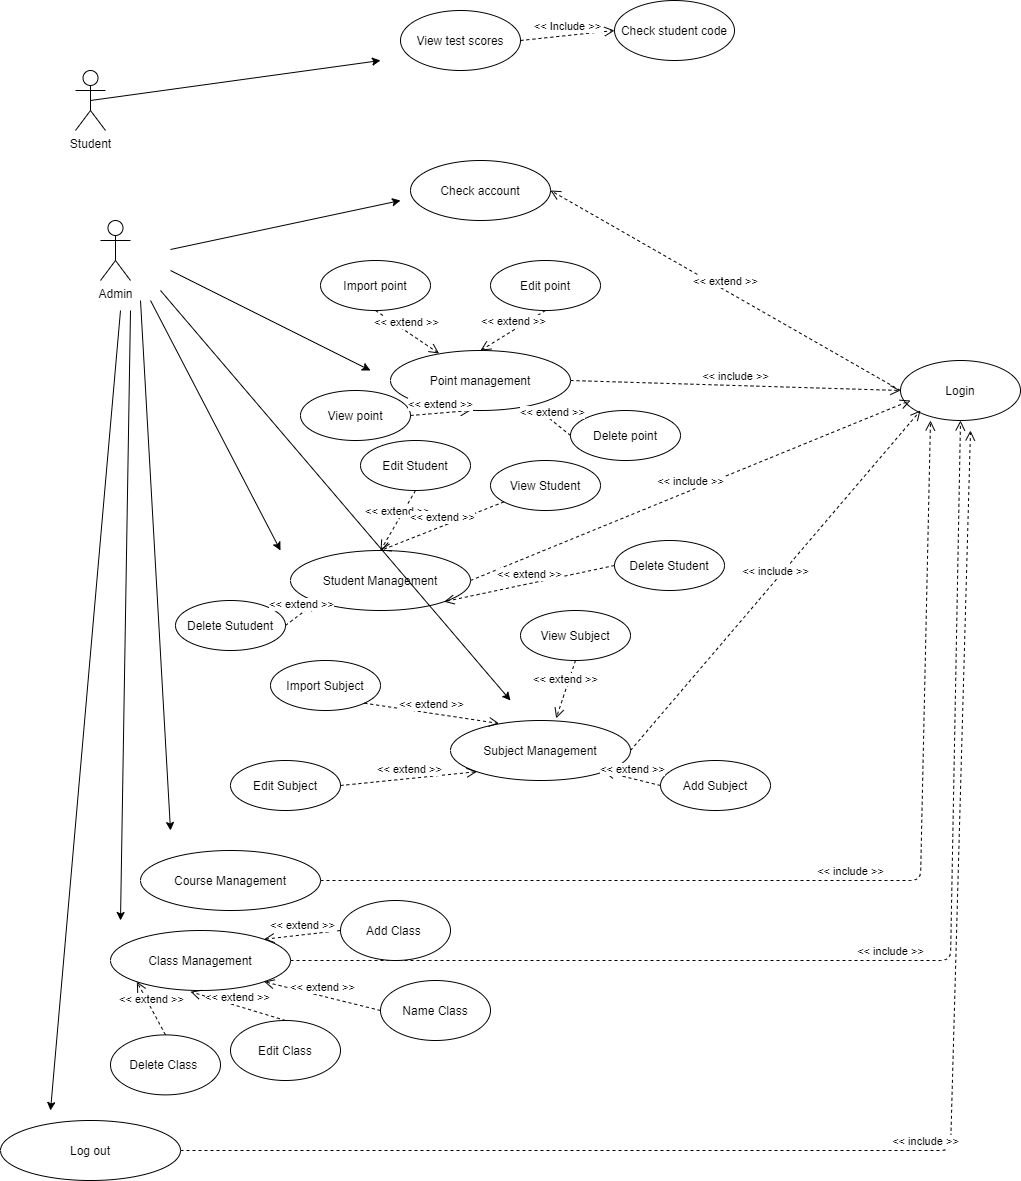 << Include >>
Check student code
View test scores
Student
Check account
Admin
<< extend >>
Import point
Edit point
<< extend >>
<< extend >>
Point management
<< include >>
Login
<< extend >>
View point
<< extend >>
Delete point
Edit Student
View Student
<< include >>
<< extend >>
<< extend >>
Student Management
<< extend >>
Delete Student
<< include >>
<< extend >>
Delete Sutudent
View Subject
Import Subject
<< extend >>
<< extend >>
Subject Management
<< extend >>
<< extend >>
Edit Subject
Add Subject
Course Management
<< include >>
<< extend >>
Add Class
Class Management
<< include >>
<< extend >>
<< extend >>
<< extend >>
Name Class
Edit Class
Delete Class
Log out
<< include >>